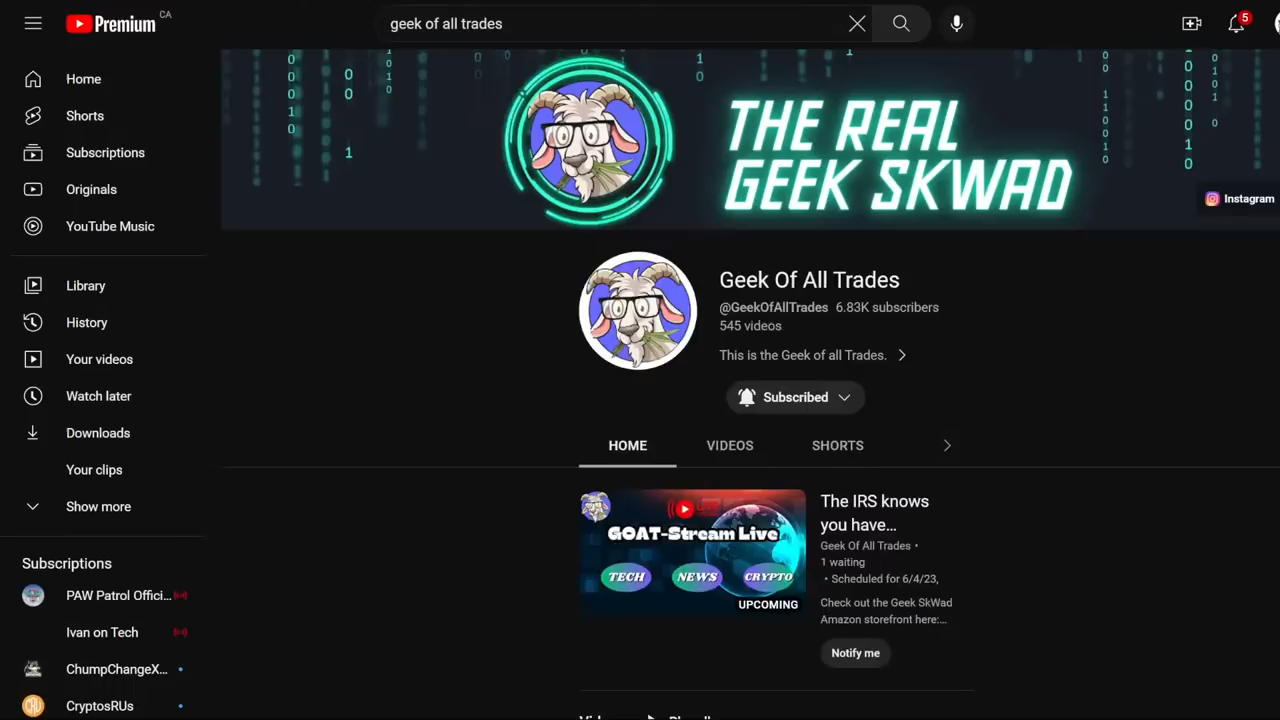 Premium CA
geek of all trades
5
Home
Shorts
Subscriptions
Originals
YouTube Music
Library
History
Your videos
Watch later
Downloads
Your clips
Show more
Subscriptions
PAW Patrol Offici...
Ivan on Tech
ChumpChangeX...
CryptosRUs
THE REAL
GEEK SKWAD
Instagram
Geek Of All Trades
@GeekOfAllTrades 6.83K subscribers
545 videos
This is the Geek of all Trades.
Subscribed
HOME VIDEOS SHORTS
GOAT-Stream Live
TECH NEWS CRYPTO
UPCOMING
The IRS knows
you have...
Geek Of All Trades •
1 waiting
• Scheduled for 6/4/23,
Check out the Geek SkWad
Amazon storefront here:...
Notify me